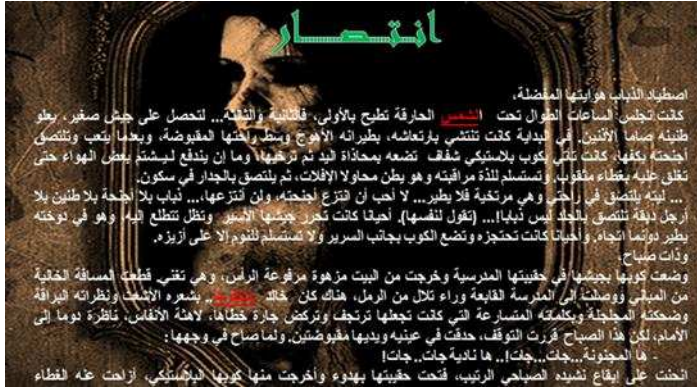 انتصار
اصطياد الذباب هوايتها المفضلة،
كانت تجلس الساعات الطوال تحت الشمس الحارقة تطيح بالأولى، فالثانية والثالثة... لتحصل على جيش صغير، يعلو
طنينه صاما الأذنين. في البداية كانت تنتشي بارتعاشه، بطيرانه الأهوج وسط راحتها المقبوضة، وبعدما يتعب وتلتصق
أجنحته بكفها، كانت تأتي بكوب بلاستيكي شفاف تضعه بمحاذاة اليد ثم ترخيها، وما إن يندفع ليشتم بعض الهواء حتى
تغلق عليه بغطاء مثقوب، وتستسلم للذة مراقبته وهو يطن محاولا الإفلات، ثم يلتصق بالجدار في سكون.
... ليته يلتصق في راحتي وهي مرتخية فلا يطير... لا أحب أن أنتزع أجنحته، ولن أنتزعها،... ذباب بلا أجنحة بلا طنين بلا
أرجل دقيقة تلتصق بالجلد ليس ذبابا!... (تقول لنفسها). أحيانا كانت تحرر جيشها الأسير وتظل تتطلع إليه، وهو في دوخته
يطير دونما اتجاه. وأحيانا كانت تحتجزه وتضع الكوب بجانب السرير ولا تستسلم للنوم إلا على أزيزه.
وذات صباح،
وضعت كوبها بجيشها في حقيبتها المدرسية وخرجت من البيت مزهوة مرفوعة الرأس، وهي تغني. قطعت المسافة الخالية
من المباني ووصلت إلى المدرسة القابعة وراء تلال من الرمل، هناك كان خالد .. بشعره الأشعث ونظراته البراقة
وضحكته المجلجلة وبكلماته المتسارعة التي كانت تجعلها ترتجف وتركض جارة خطاها، لاهثة الأنفاس، ناظرة دوما إلى
الأمام، لكن هذا الصباح قررت التوقف، حدقت في عينيه ويديها مقبوضتين. ولما صاح في وجهها :
- ها المجنونة...جات...جات!.. ها نادية جات.. جات!
انحنت على إيقاع نشيده الصباحي الرتيب، فتحت حقيبتها بهدوء وأخرجت منها كوبها البلاستيكي، أزاحت عنه الغطاء